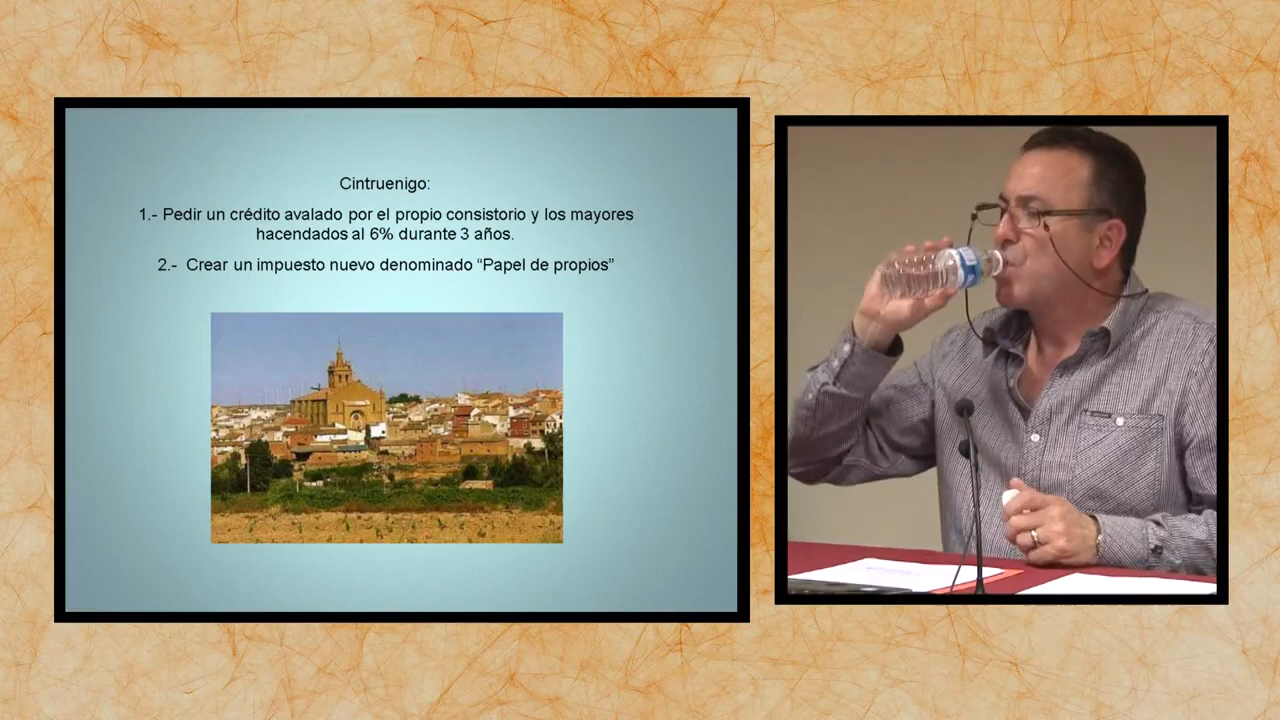 Cintruenigo:
1.- Pedir un crédito avalado por el propio consistorio y los mayores
hacendados al 6% durante 3 años.
2.- Crear un impuesto nuevo denominado “Papel de propios”